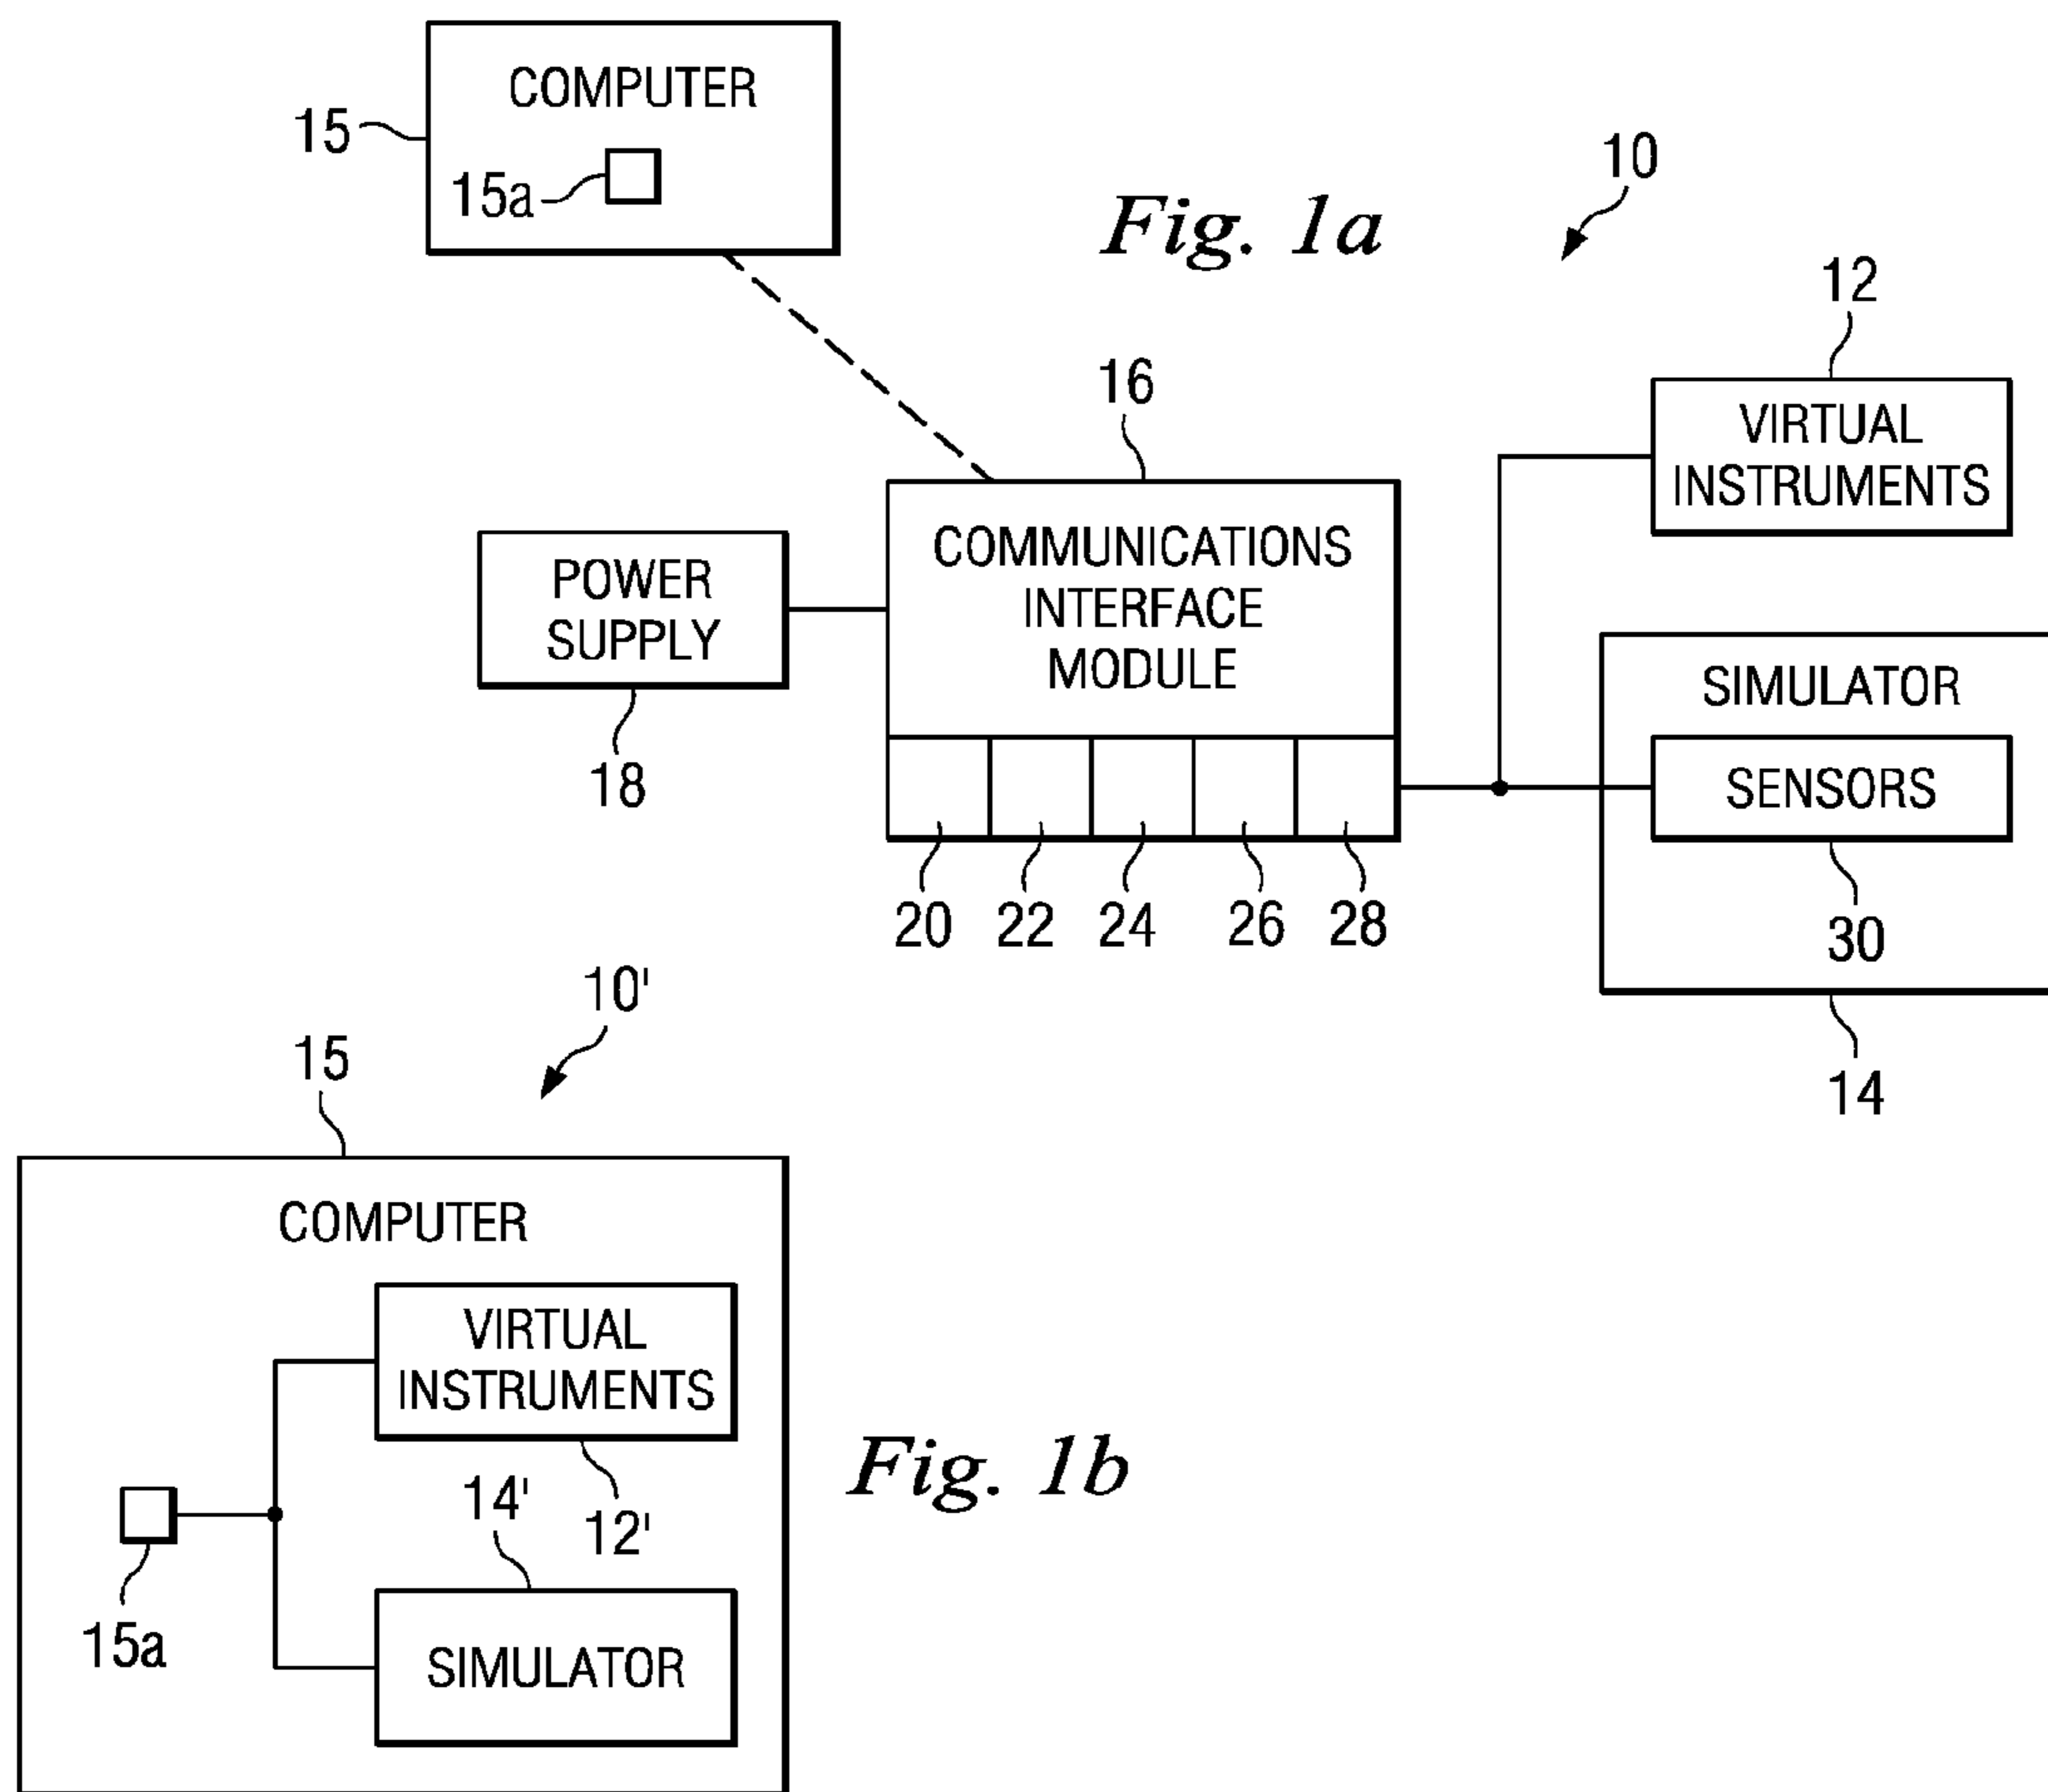 COMPUTER
15
15a
Fig. 1a
10
12
VIRTUAL
INSTRUMENTS
16
COMMUNICATIONS
INTERFACE
MODULE
POWER
SUPPLY
18
SIMULATOR
SENSORS
20 22 24 26 28
30
14
10'
15
COMPUTER
VIRTUAL
INSTRUMENTS
Fig. 1b
14'
12'
15a
SIMULATOR